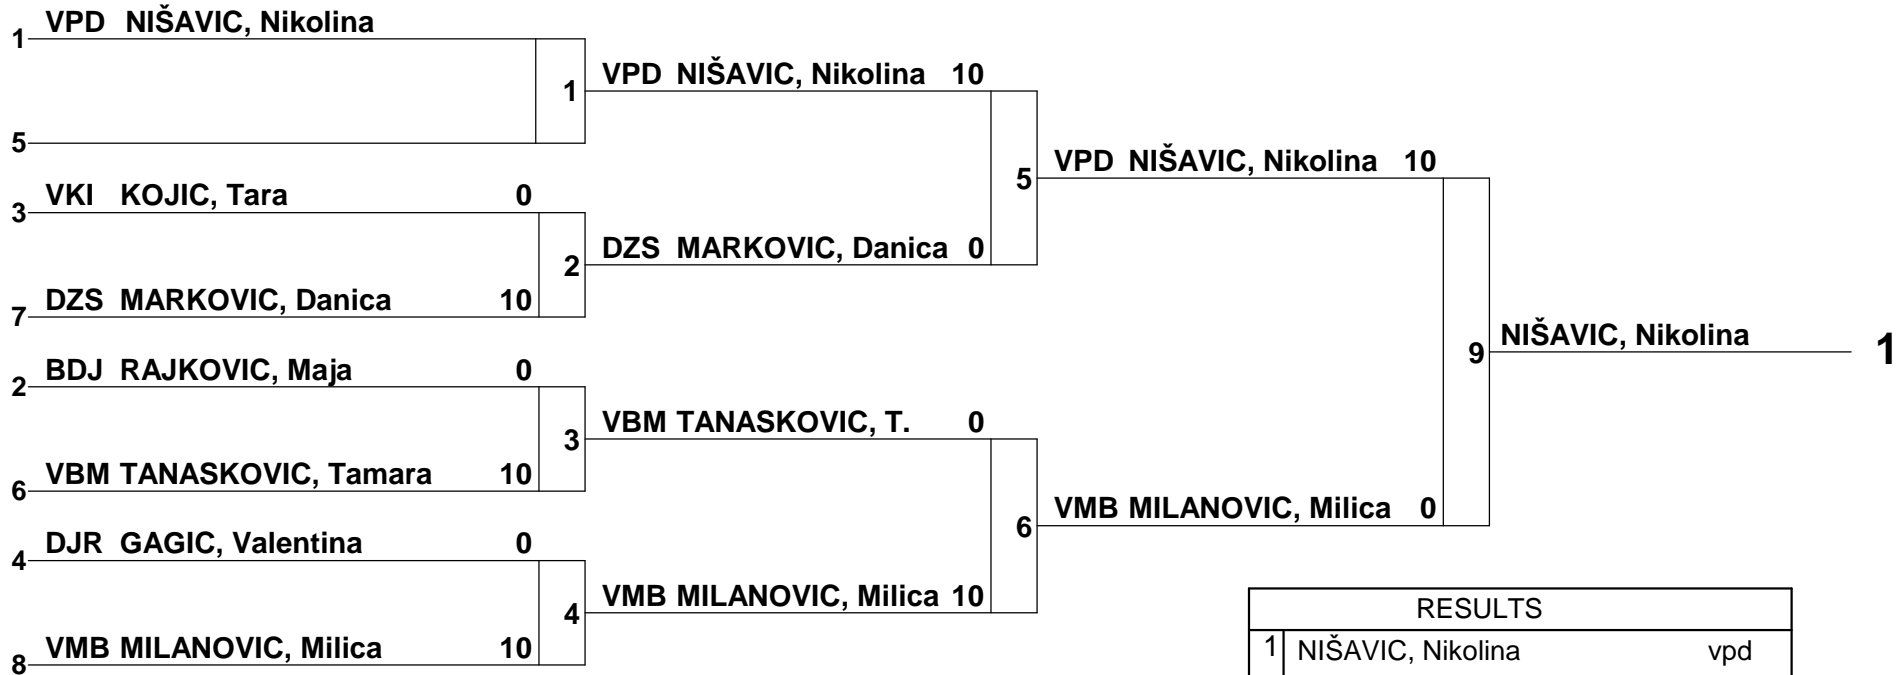 1 VPD NIŠAVIC, Nikolina
1 VPD NIŠAVIC, Nikolina 10
5
5 VPD NIŠAVIC, Nikolina 10
3 VKI KOJIC, Tara 0
2 DZS MARKOVIC, Danica 0
7 DZS MARKOVIC, Danica 10
9 NIŠAVIC, Nikolina 1
2 BDJ RAJKOVIC, Maja 0
3 VBM TANASKOVIC, T. 0
6 VBM TANASKOVIC, Tamara 10
6 VMB MILANOVIC, Milica 0
4 DJR GAGIC, Valentina 0
4 VMB MILANOVIC, Milica 10
8 VMB MILANOVIC, Milica 10
RESULTS
1 NIŠAVIC, Nikolina vpd